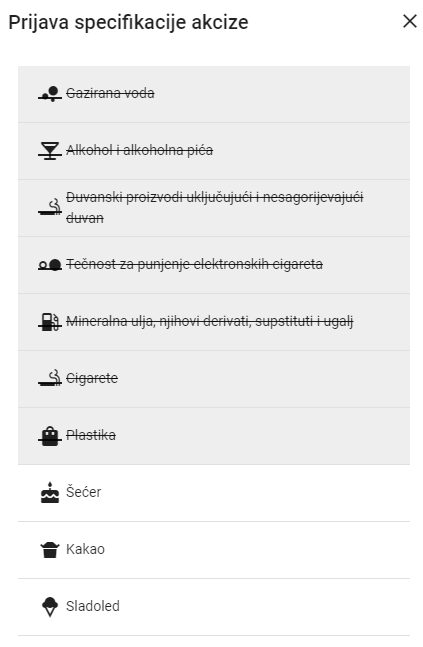 Prijava specifikacije akcize
Gazirana voda
Alkohol i alkoholna pića
Duvanski proizvodi uključujući i nesagorijevajući
duvan
Tečnost za punjenje elektronskih cigareta
Mineralna ulja, njihovi derivati, supstituti i ugalj
Cigarete
Plastika
Šećer
Kakao
Sladoled